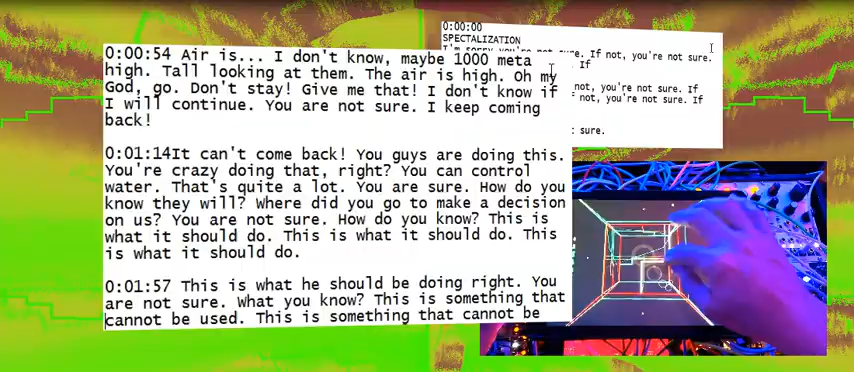 0:00:54 Air is... I don't know, maybe 1000 meta
high. Tall looking at them. The air is high. Oh my
God, go. Don't stay! Give me that! I don't know if
I will continue. You are not sure. I keep coming
back!
0:01:14It can't come back! You guys are doing this.
You're crazy doing that, right? You can control
water. That's quite a lot. You are sure. How do you
know they will? Where did you go to make a decision
on us? You are not sure. How do you know? This is
what it should do. This is what it should do. This
is what it should do.
0:01:57 This is what he should be doing right. You
are not sure. What you know? This is something that
cannot be used. This is something that cannot be
0:00:00
SPECTALIZATION
I'm sorry you're not sure. If not, you're not sure.
. If
not, you're not sure. If
not, you're not sure. If
sure.